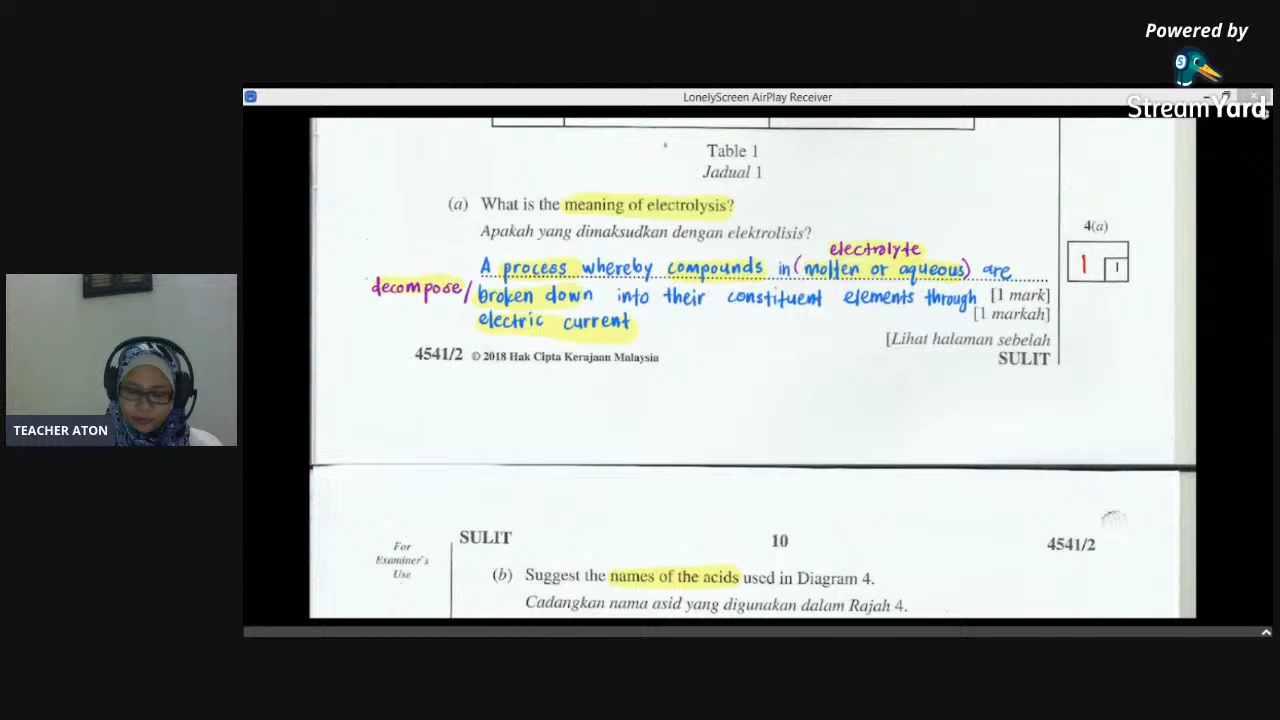 Powered by
StreamYard
LonelyScreen AirPlay Receiver
Table 1
Jadual 1
(a) What is the meaning of electrolysis?
Apakah yang dimaksudkan dengan elektrolisis?
4(a)
electrolyte
A process whereby compounds in (molten or aqueous) are
1 1
decompose/ broken down into their constituent elements through [1 mark]
electric current [1 markah]
[Lihat halaman sebelah
4541/2 © 2018 Hak Cipta Kerajaan Malaysia SULIT
TEACHER ATON
For
Examiner's
Use
SULIT 10 4541/2
(b) Suggest the names of the acids used in Diagram 4.
Cadangkan nama asid yang digunakan dalam Rajah 4.